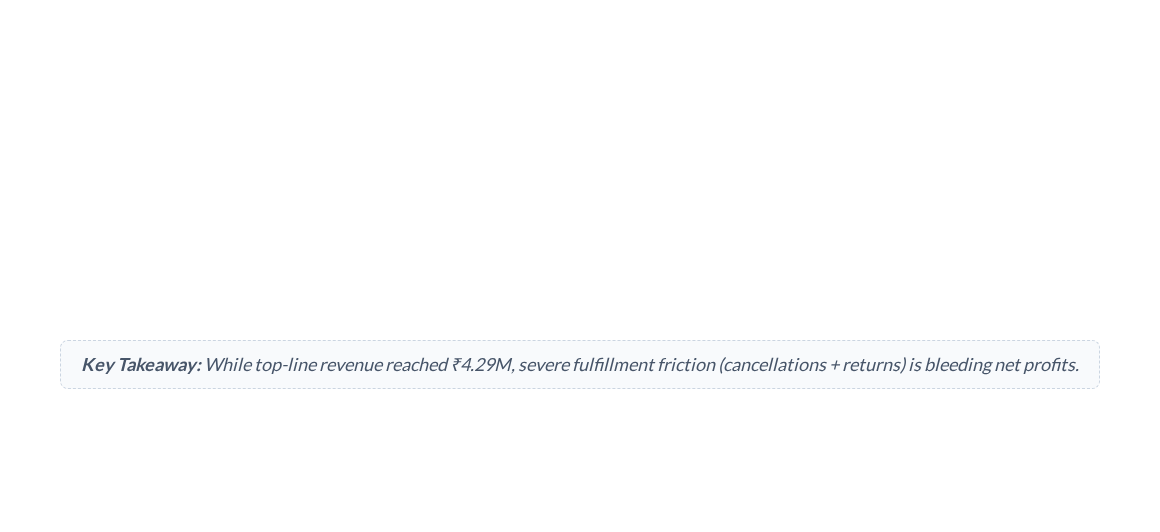 Key Takeaway: While top-line revenue reached ₹4.29M, severe fulfillment friction (cancellations + returns) is bleeding net profits.